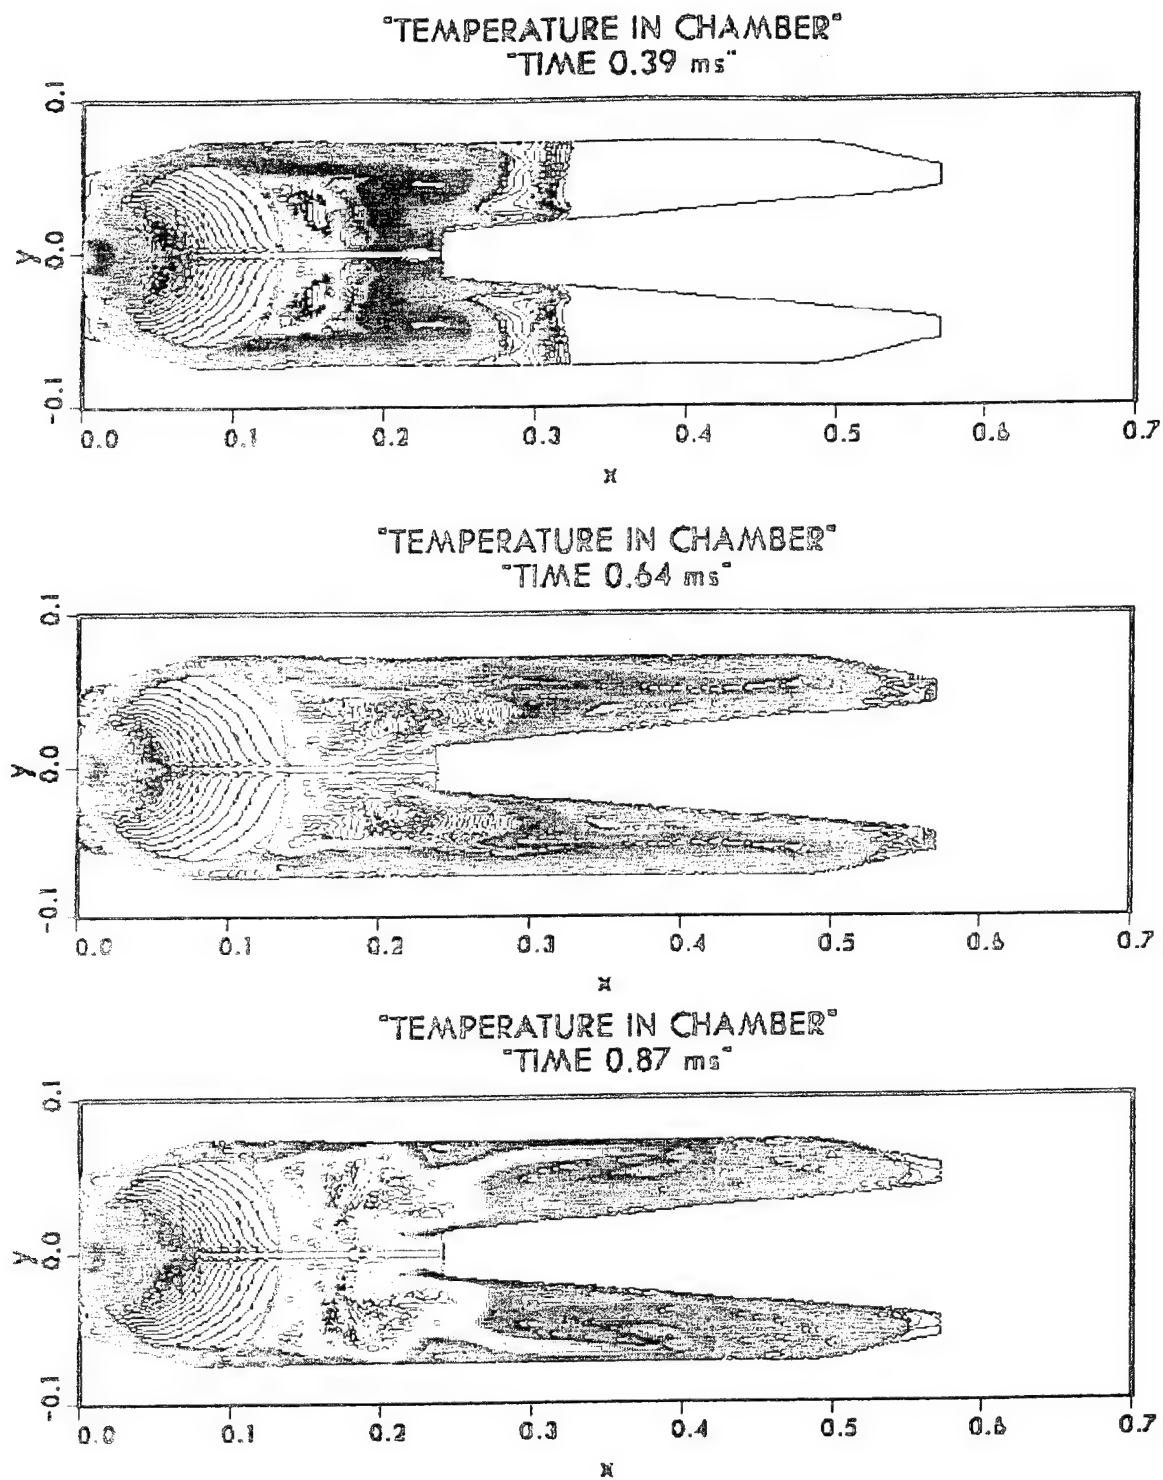 "TEMPERATURE IN CHAMBER"
"TIME 0.39 ms"
0.1
y
0.0
-0.1
0.0 0.1 0.2 0.3 0.4 0.5 0.6 0.7
x
"TEMPERATURE IN CHAMBER"
"TIME 0.64 ms"
0.1
y
0.0
-0.1
0.0 0.1 0.2 0.3 0.4 0.5 0.6 0.7
x
"TEMPERATURE IN CHAMBER"
"TIME 0.87 ms"
0.1
y
0.0
-0.1
0.0 0.1 0.2 0.3 0.4 0.5 0.6 0.7
x